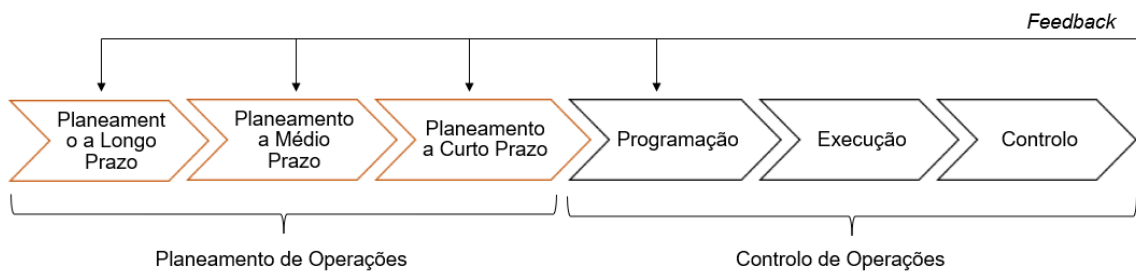 Feedback
Planeament
o a Longo
Prazo
Planeamento
a Médio
Prazo
Planeamento
a Curto Prazo
Programação
Execução
Controlo
Planeamento de Operações
Controlo de Operações